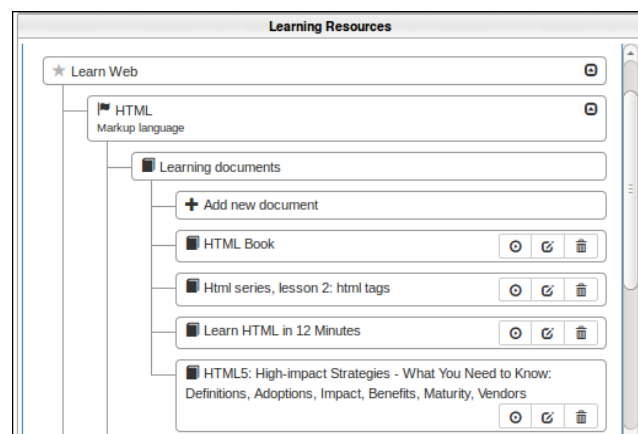 Learning Resources
Learn Web
HTML
Markup language
Learning documents
Add new document
HTML Book
Html series, lesson 2: html tags
Learn HTML in 12 Minutes
HTML5: High-impact Strategies - What You Need to Know:
Definitions, Adoptions, Impact, Benefits, Maturity, Vendors